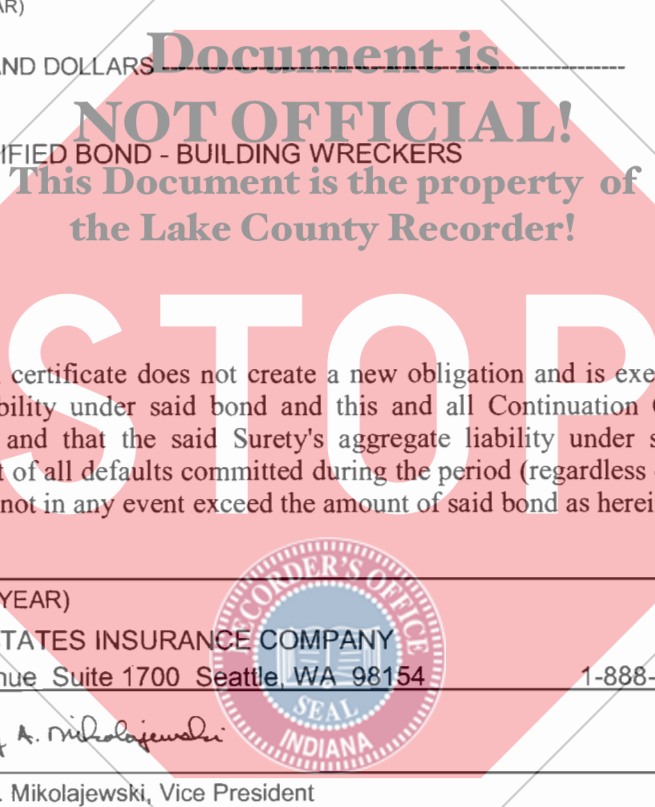 AR)
ND DOLLARS
Document is
NOT OFFICIAL!
IFIED BOND - BUILDING WRECKERS
This Document is the property of
the Lake County Recorder!
STOP
certificate does not create a new obligation and is exe
bility under said bond and this and all Continuation
and that the said Surety's aggregate liability under s
t of all defaults committed during the period (regardless
not in any event exceed the amount of said bond as herei
YEAR)
TATES INSURANCE COMPANY
nue Suite 1700 Seattle, WA 98154 1-888-
RECORDER'S OFFICE
SEAL
INDIANA
A. Mikolajewski
. Mikolajewski, Vice President